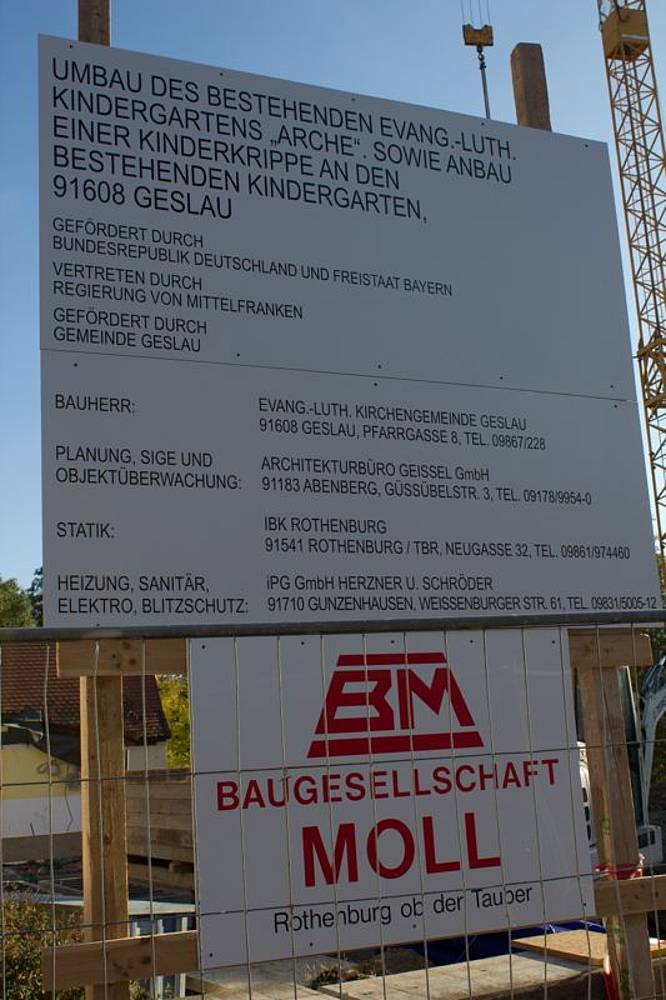 UMBAU DES BESTEHENDEN EVANG.-LUTH.
KINDERGARTENS „ARCHE“. SOWIE ANBAU
EINER KINDERKRIPPE AN DEN
BESTEHENDEN KINDERGARTEN,
91608 GESLAU
GEFÖRDERT DURCH
BUNDESREPUBLIK DEUTSCHLAND UND FREISTAAT BAYERN
VERTRETEN DURCH
REGIERUNG VON MITTELFRANKEN
GEFÖRDERT DURCH
GEMEINDE GESLAU
BAUHERR: EVANG.-LUTH. KIRCHENGEMEINDE GESLAU
91608 GESLAU, PFARRGASSE 8, TEL. 09867/228
PLANUNG, SIGE UND ARCHITEKTURBÜRO GEISSEL GmbH
OBJEKTÜBERWACHUNG: 91183 ABENBERG, GÜSSÜBELSTR. 3, TEL. 09178/9954-0
STATIK: IBK ROTHENBURG
91541 ROTHENBURG / TBR, NEUGASSE 32, TEL. 09861/974460
HEIZUNG, SANITÄR, iPG GmbH HERZNER U. SCHRÖDER
ELEKTRO, BLITZSCHUTZ: 91710 GUNZENHAUSEN, WEISSENBURGER STR. 61, TEL. 09831/5005-12
BM
BAUGESELLSCHAFT
MOLL
Rothenburg ob der Tauber